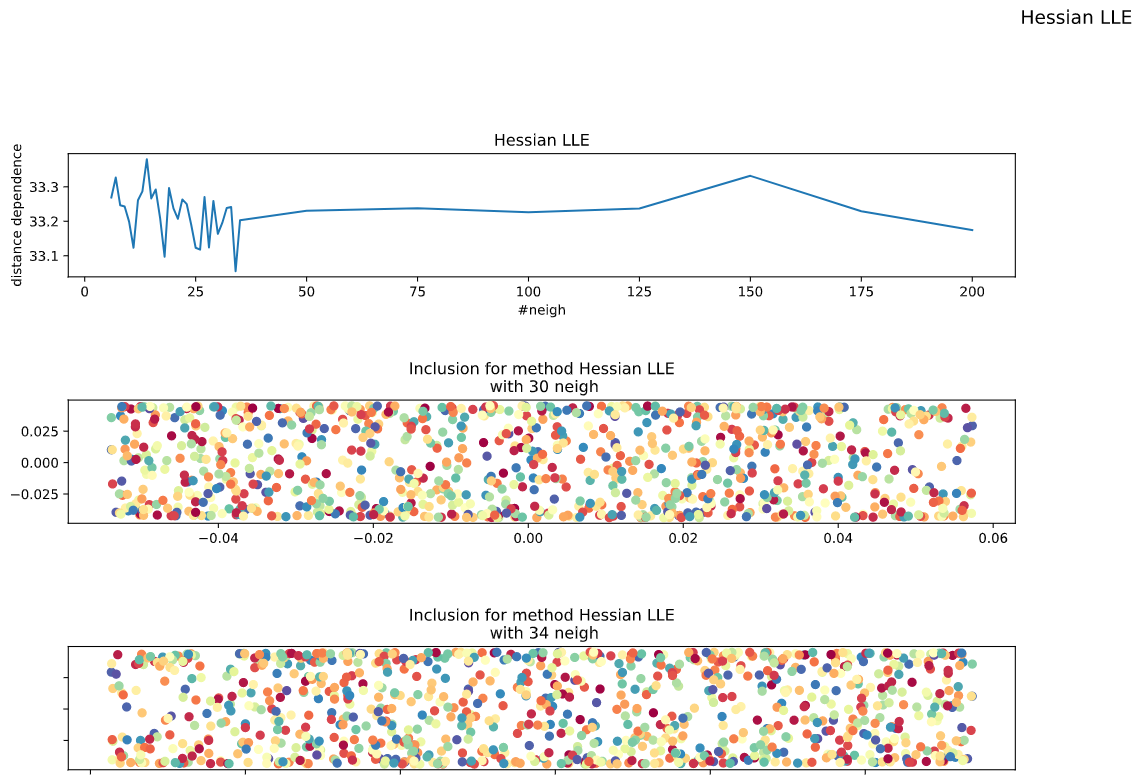 Hessian LLE
Hessian LLE
distance dependence
33.3
33.2
33.1
0 25 50 75 100 125 150 175 200
#neigh
Inclusion for method Hessian LLE
with 30 neigh
0.025
0.000
−0.025
−0.04 −0.02 0.00 0.02 0.04 0.06
Inclusion for method Hessian LLE
with 34 neigh